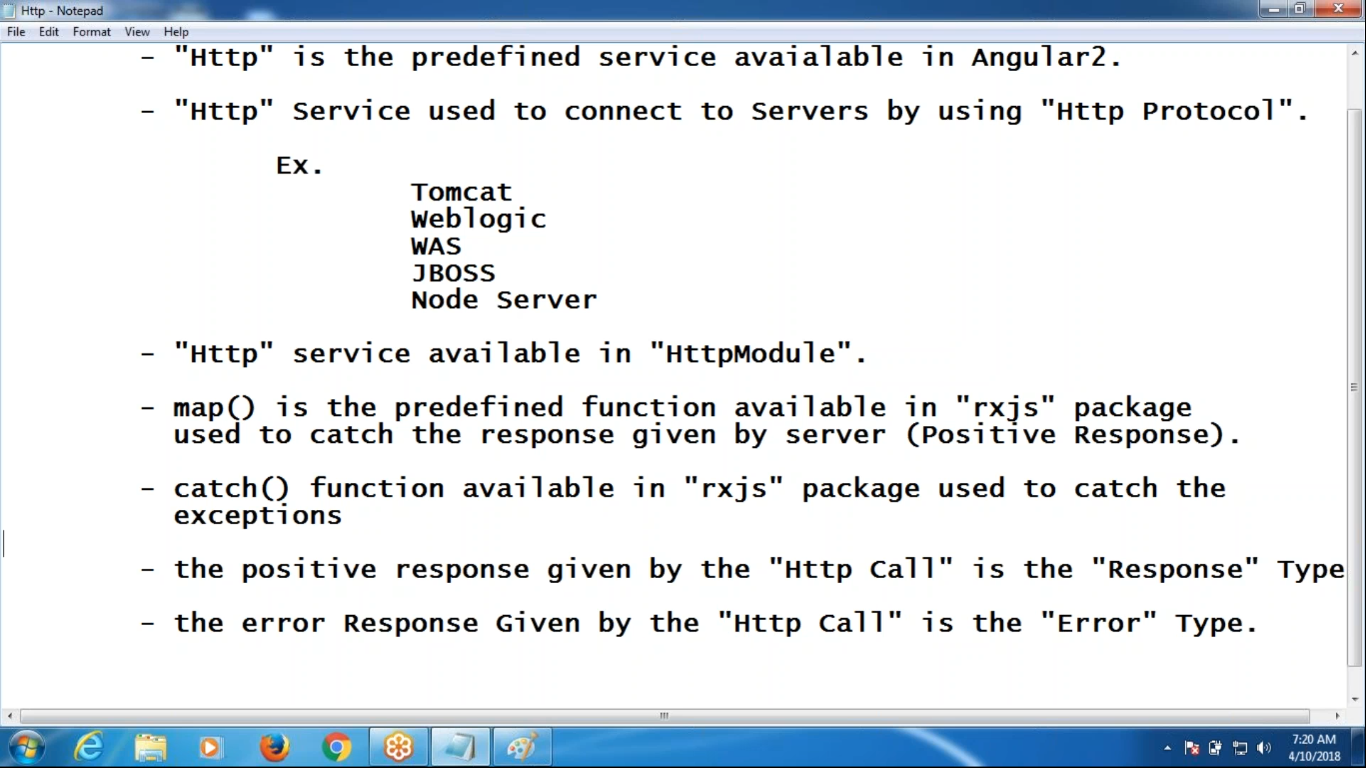 Http - Notepad
File Edit Format View Help
- "Http" is the predefined service avaialable in Angular2.
- "Http" Service used to connect to Servers by using "Http Protocol".
Ex.
Tomcat
Weblogic
WAS
JBOSS
Node Server
- "Http" service available in "HttpModule".
- map() is the predefined function available in "rxjs" package
used to catch the response given by server (Positive Response).
- catch() function available in "rxjs" package used to catch the
exceptions
- the positive response given by the "Http Call" is the "Response" Type
- the error Response Given by the "Http Call" is the "Error" Type.
7:20 AM
4/10/2018